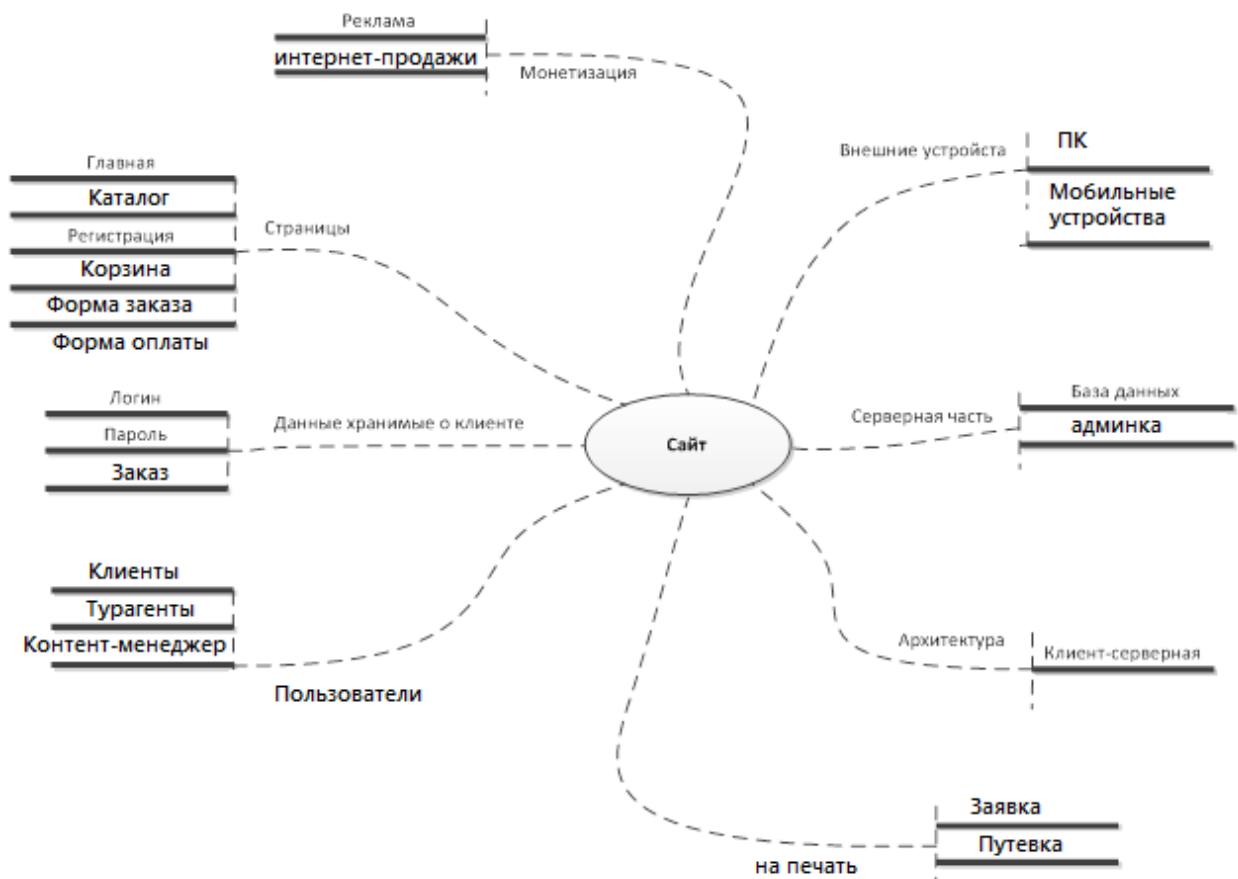 Реклама
интернет-продажи
Монетизация
Внешние устройста
ПК
Мобильные
устройства
Главная
Каталог
Регистрация
Корзина
Форма заказа
Форма оплаты
Страницы
Логин
Пароль
Заказ
Данные хранимые о клиенте
Сайт
Серверная часть
База данных
админка
Клиенты
Турагенты
Контент-менеджер
Пользователи
Архитектура
Клиент-серверная
на печать
Заявка
Путевка